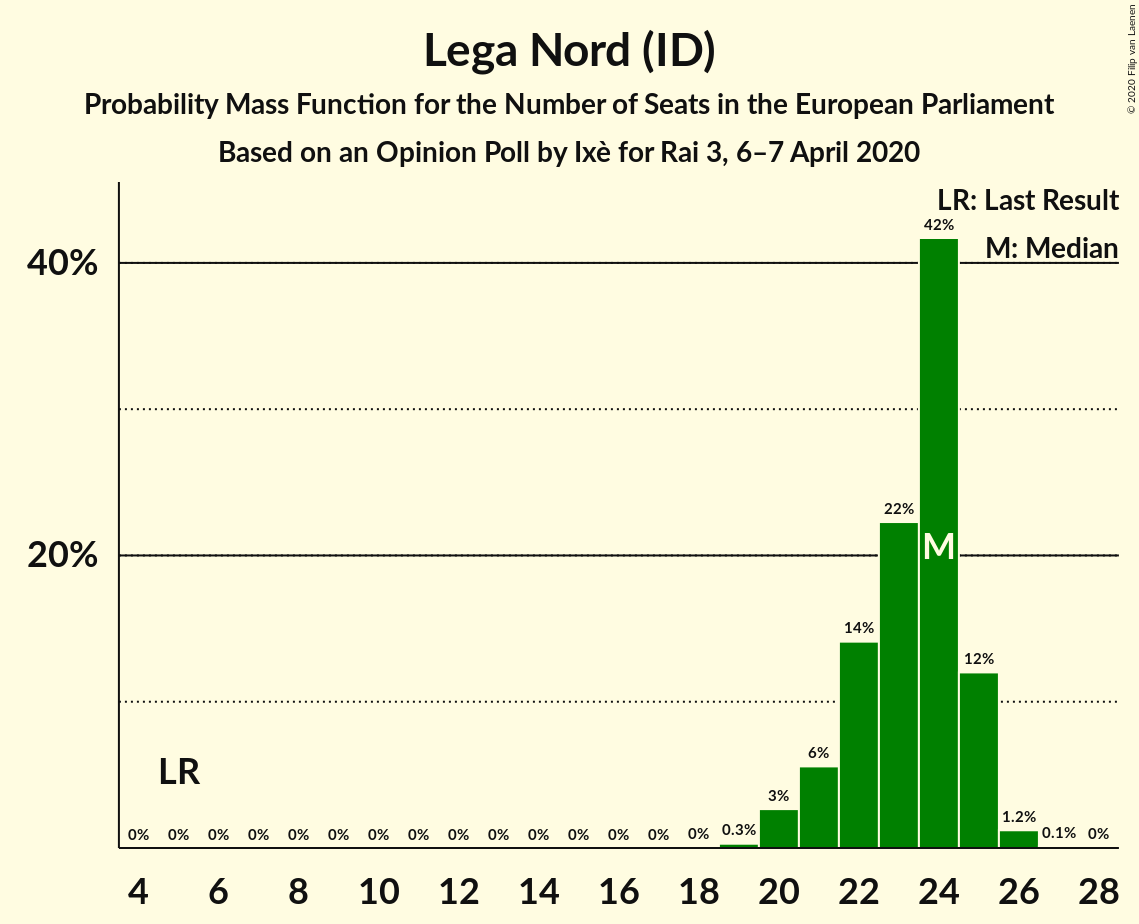 Lega Nord (ID)
Probability Mass Function for the Number of Seats in the European Parliament
Based on an Opinion Poll by Ixè for Rai 3, 6–7 April 2020
© 2020 Filip van Laenen
LR: Last Result
M: Median
40%
20%
42%
22%
M
14%
12%
6%
LR
3%
0% 0% 0% 0% 0% 0% 0% 0% 0% 0% 0% 0% 0% 0% 0% 0.3% 1.2% 0.1% 0%
4 6 8 10 12 14 16 18 20 22 24 26 28